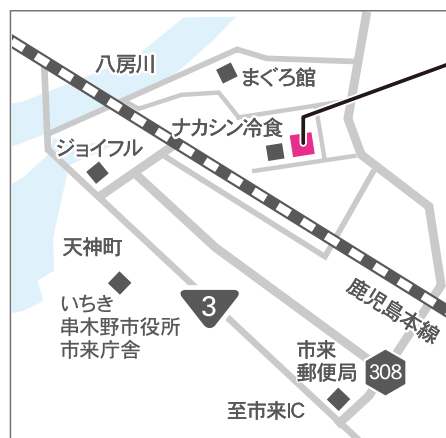 八房川
まぐろ館
ナカシン冷食
ジョイフル
天神町
いちき
串木野市役所
市来庁舎
3
鹿児島本線
市来
郵便局
308
至市来IC